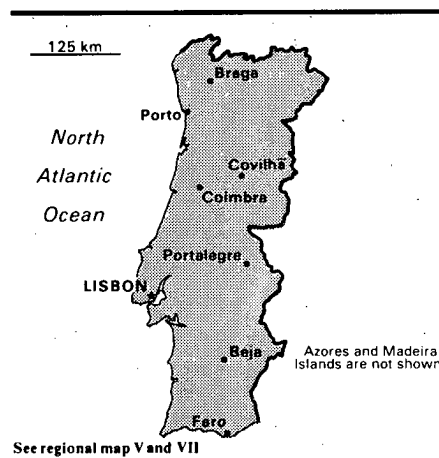 125 km
Braga
Porto
North
Atlantic
Ocean
Covilhã
Coimbra
Portalegre
LISBON
Beja
Azores and Madeira
Islands are not shown
Faro
See regional map V and VII